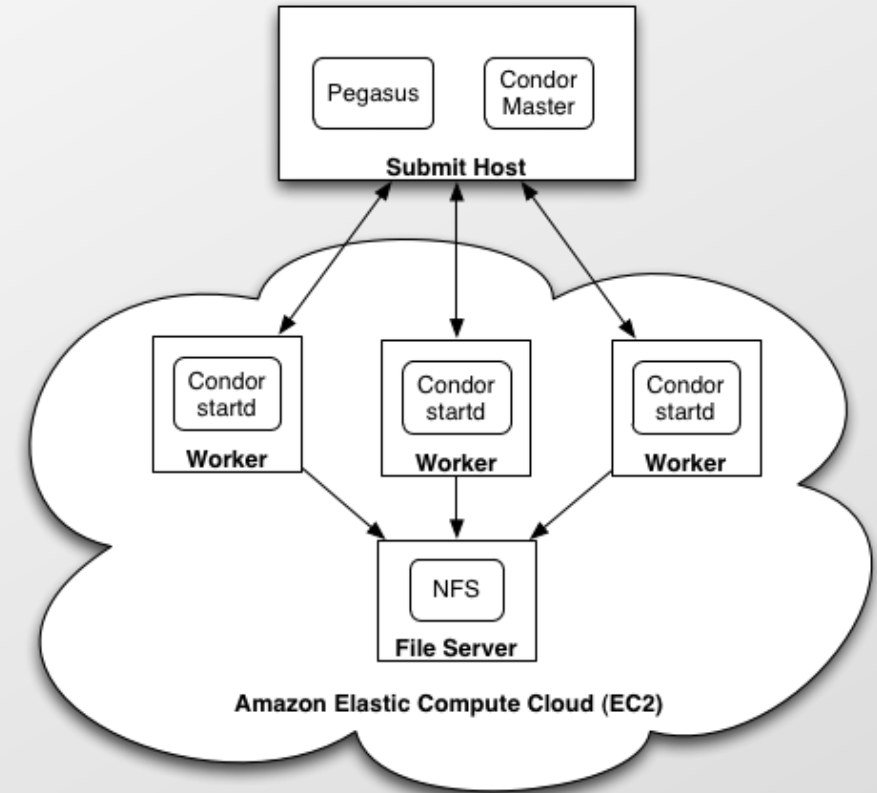 Pegasus
Condor
Master
Submit Host
Condor
startd
Worker
Condor
startd
Worker
Condor
startd
Worker
NFS
File Server
Amazon Elastic Compute Cloud (EC2)